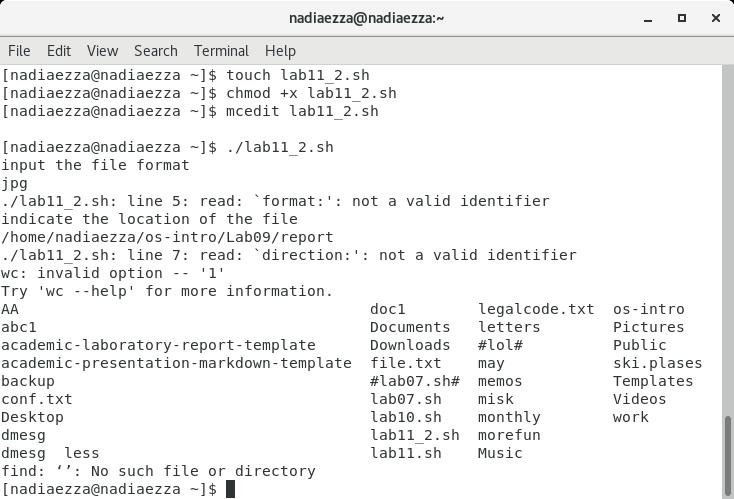 nadiaezza@nadiaezza:~
File Edit View Search Terminal Help
[nadiaezza@nadiaezza ~]$ touch lab11_2.sh
[nadiaezza@nadiaezza ~]$ chmod +x lab11_2.sh
[nadiaezza@nadiaezza ~]$ mcedit lab11_2.sh
[nadiaezza@nadiaezza ~]$ ./lab11_2.sh
input the file format
jpg
./lab11_2.sh: line 5: read: `format:': not a valid identifier
indicate the location of the file
/home/nadiaezza/os-intro/Lab09/report
./lab11_2.sh: line 7: read: `direction:': not a valid identifier
wc: invalid option -- '1'
Try 'wc --help' for more information.
AA doc1 legalcode.txt os-intro
abc1 Documents letters Pictures
academic-laboratory-report-template Downloads #lol# Public
academic-presentation-markdown-template file.txt may ski.plases
backup #lab07.sh# memos Templates
conf.txt lab07.sh misk Videos
Desktop lab10.sh monthly work
dmesg lab11_2.sh morefun
dmesg less lab11.sh Music
find: ‘’: No such file or directory
[nadiaezza@nadiaezza ~]$